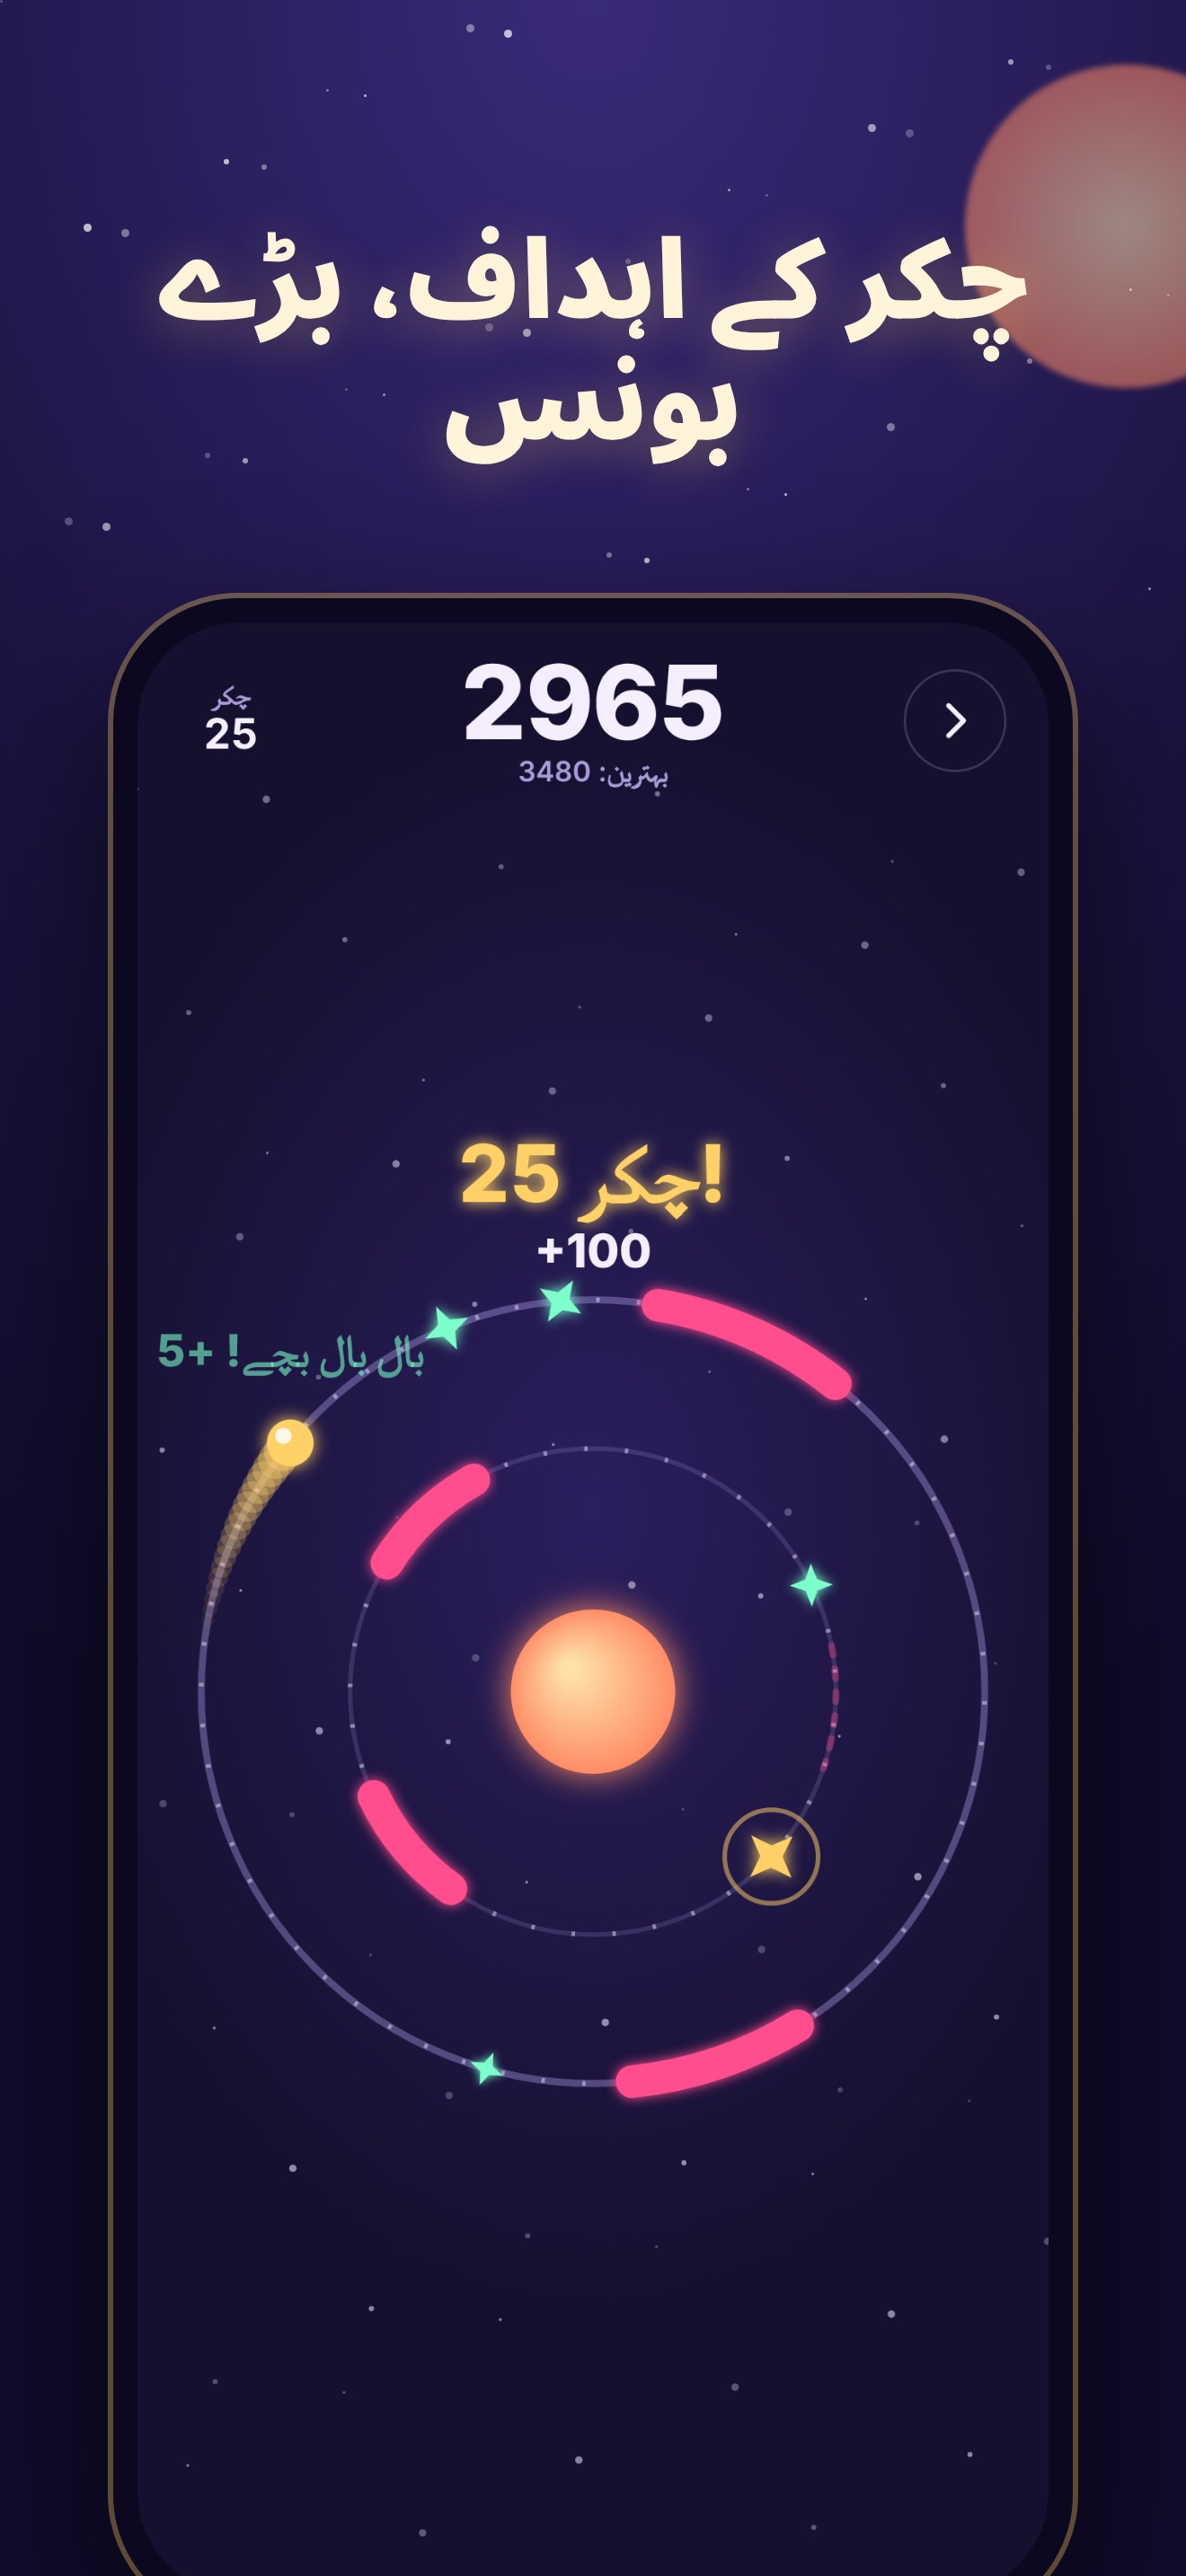 چکر کے اہداف، بڑے
بونس
چکر
25
2965
بہترین: 3480
!چکر 25
+100
بال بال بچے! +5